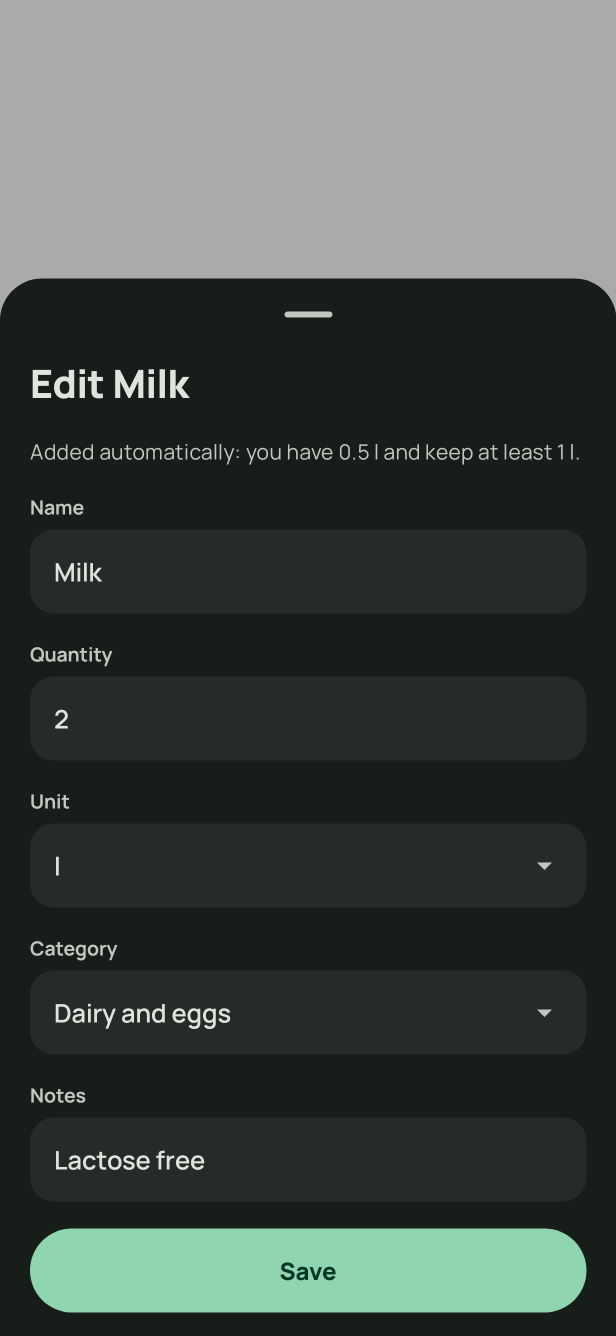 Edit Milk
Added automatically: you have 0.5 l and keep at least 1 l.
Name
Milk
Quantity
2
Unit
l
Category
Dairy and eggs
Notes
Lactose free
Save